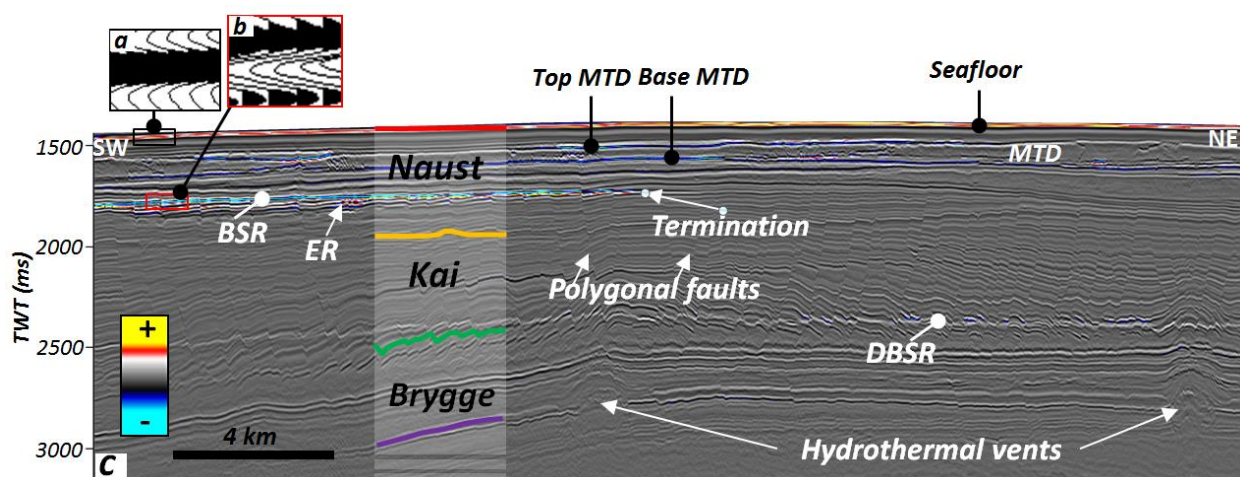 a
b
Top MTD
Base MTD
Seafloor
SW
NE
1500
Naust
MTD
BSR
ER
Termination
2000
TWT (ms)
Kai
Polygonal faults
+
-
2500
DBSR
Brygge
4 km
Hydrothermal vents
3000
C